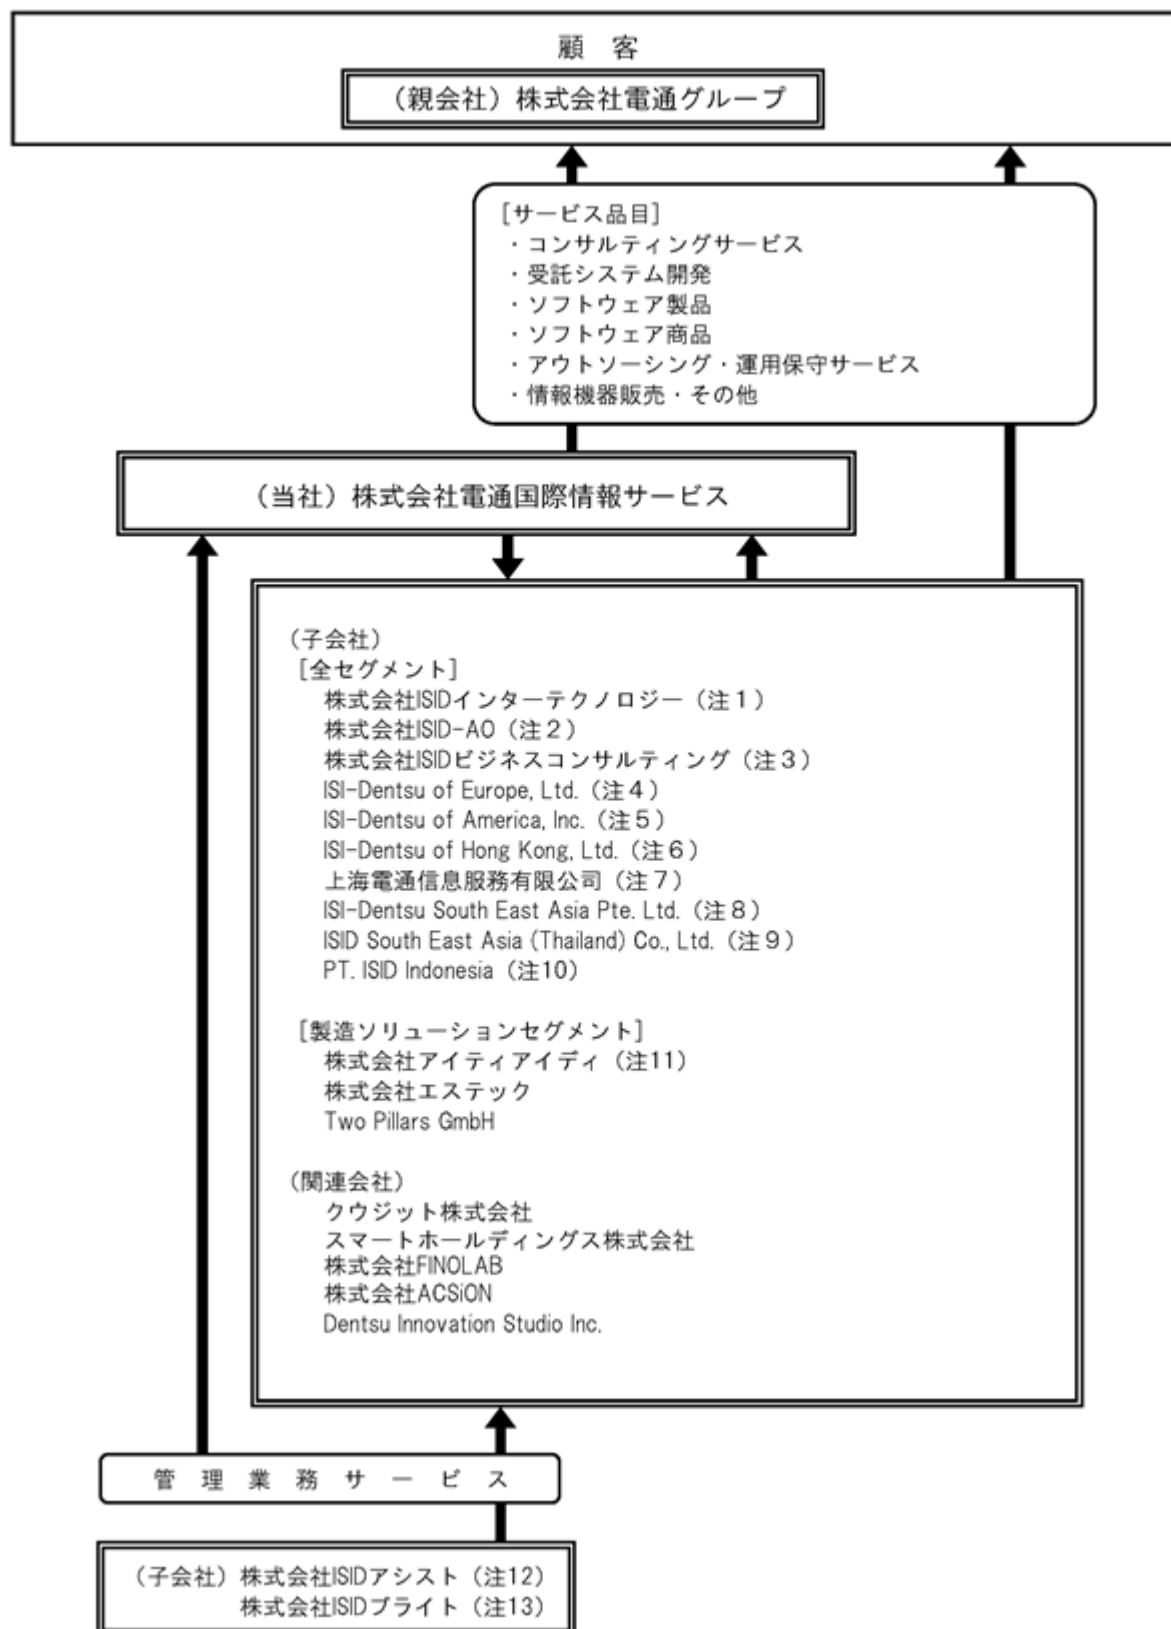 顧 客
（親会社）株式会社電通グループ
[サービス品目]
・コンサルティングサービス
・受託システム開発
・ソフトウェア製品
・ソフトウェア商品
・アウトソーシング・運用保守サービス
・情報機器販売・その他
（当社）株式会社電通国際情報サービス
（子会社）
[全セグメント]
株式会社ISIDインターテクノロジー（注１）
株式会社ISID-AO（注２）
株式会社ISIDビジネスコンサルティング（注３）
ISI-Dentsu of Europe, Ltd.（注４）
ISI-Dentsu of America, Inc.（注５）
ISI-Dentsu of Hong Kong, Ltd.（注６）
上海電通信息服務有限公司（注７）
ISI-Dentsu South East Asia Pte. Ltd.（注８）
ISID South East Asia (Thailand) Co., Ltd.（注９）
PT. ISID Indonesia（注10）
[製造ソリューションセグメント]
株式会社アイティアイディ（注11）
株式会社エステック
Two Pillars GmbH
（関連会社）
クウジット株式会社
スマートホールディングス株式会社
株式会社FINOLAB
株式会社ACSiON
Dentsu Innovation Studio Inc.
管 理 業 務 サ ー ビ ス
（子会社）株式会社ISIDアシスト（注12）
株式会社ISIDブライト（注13）